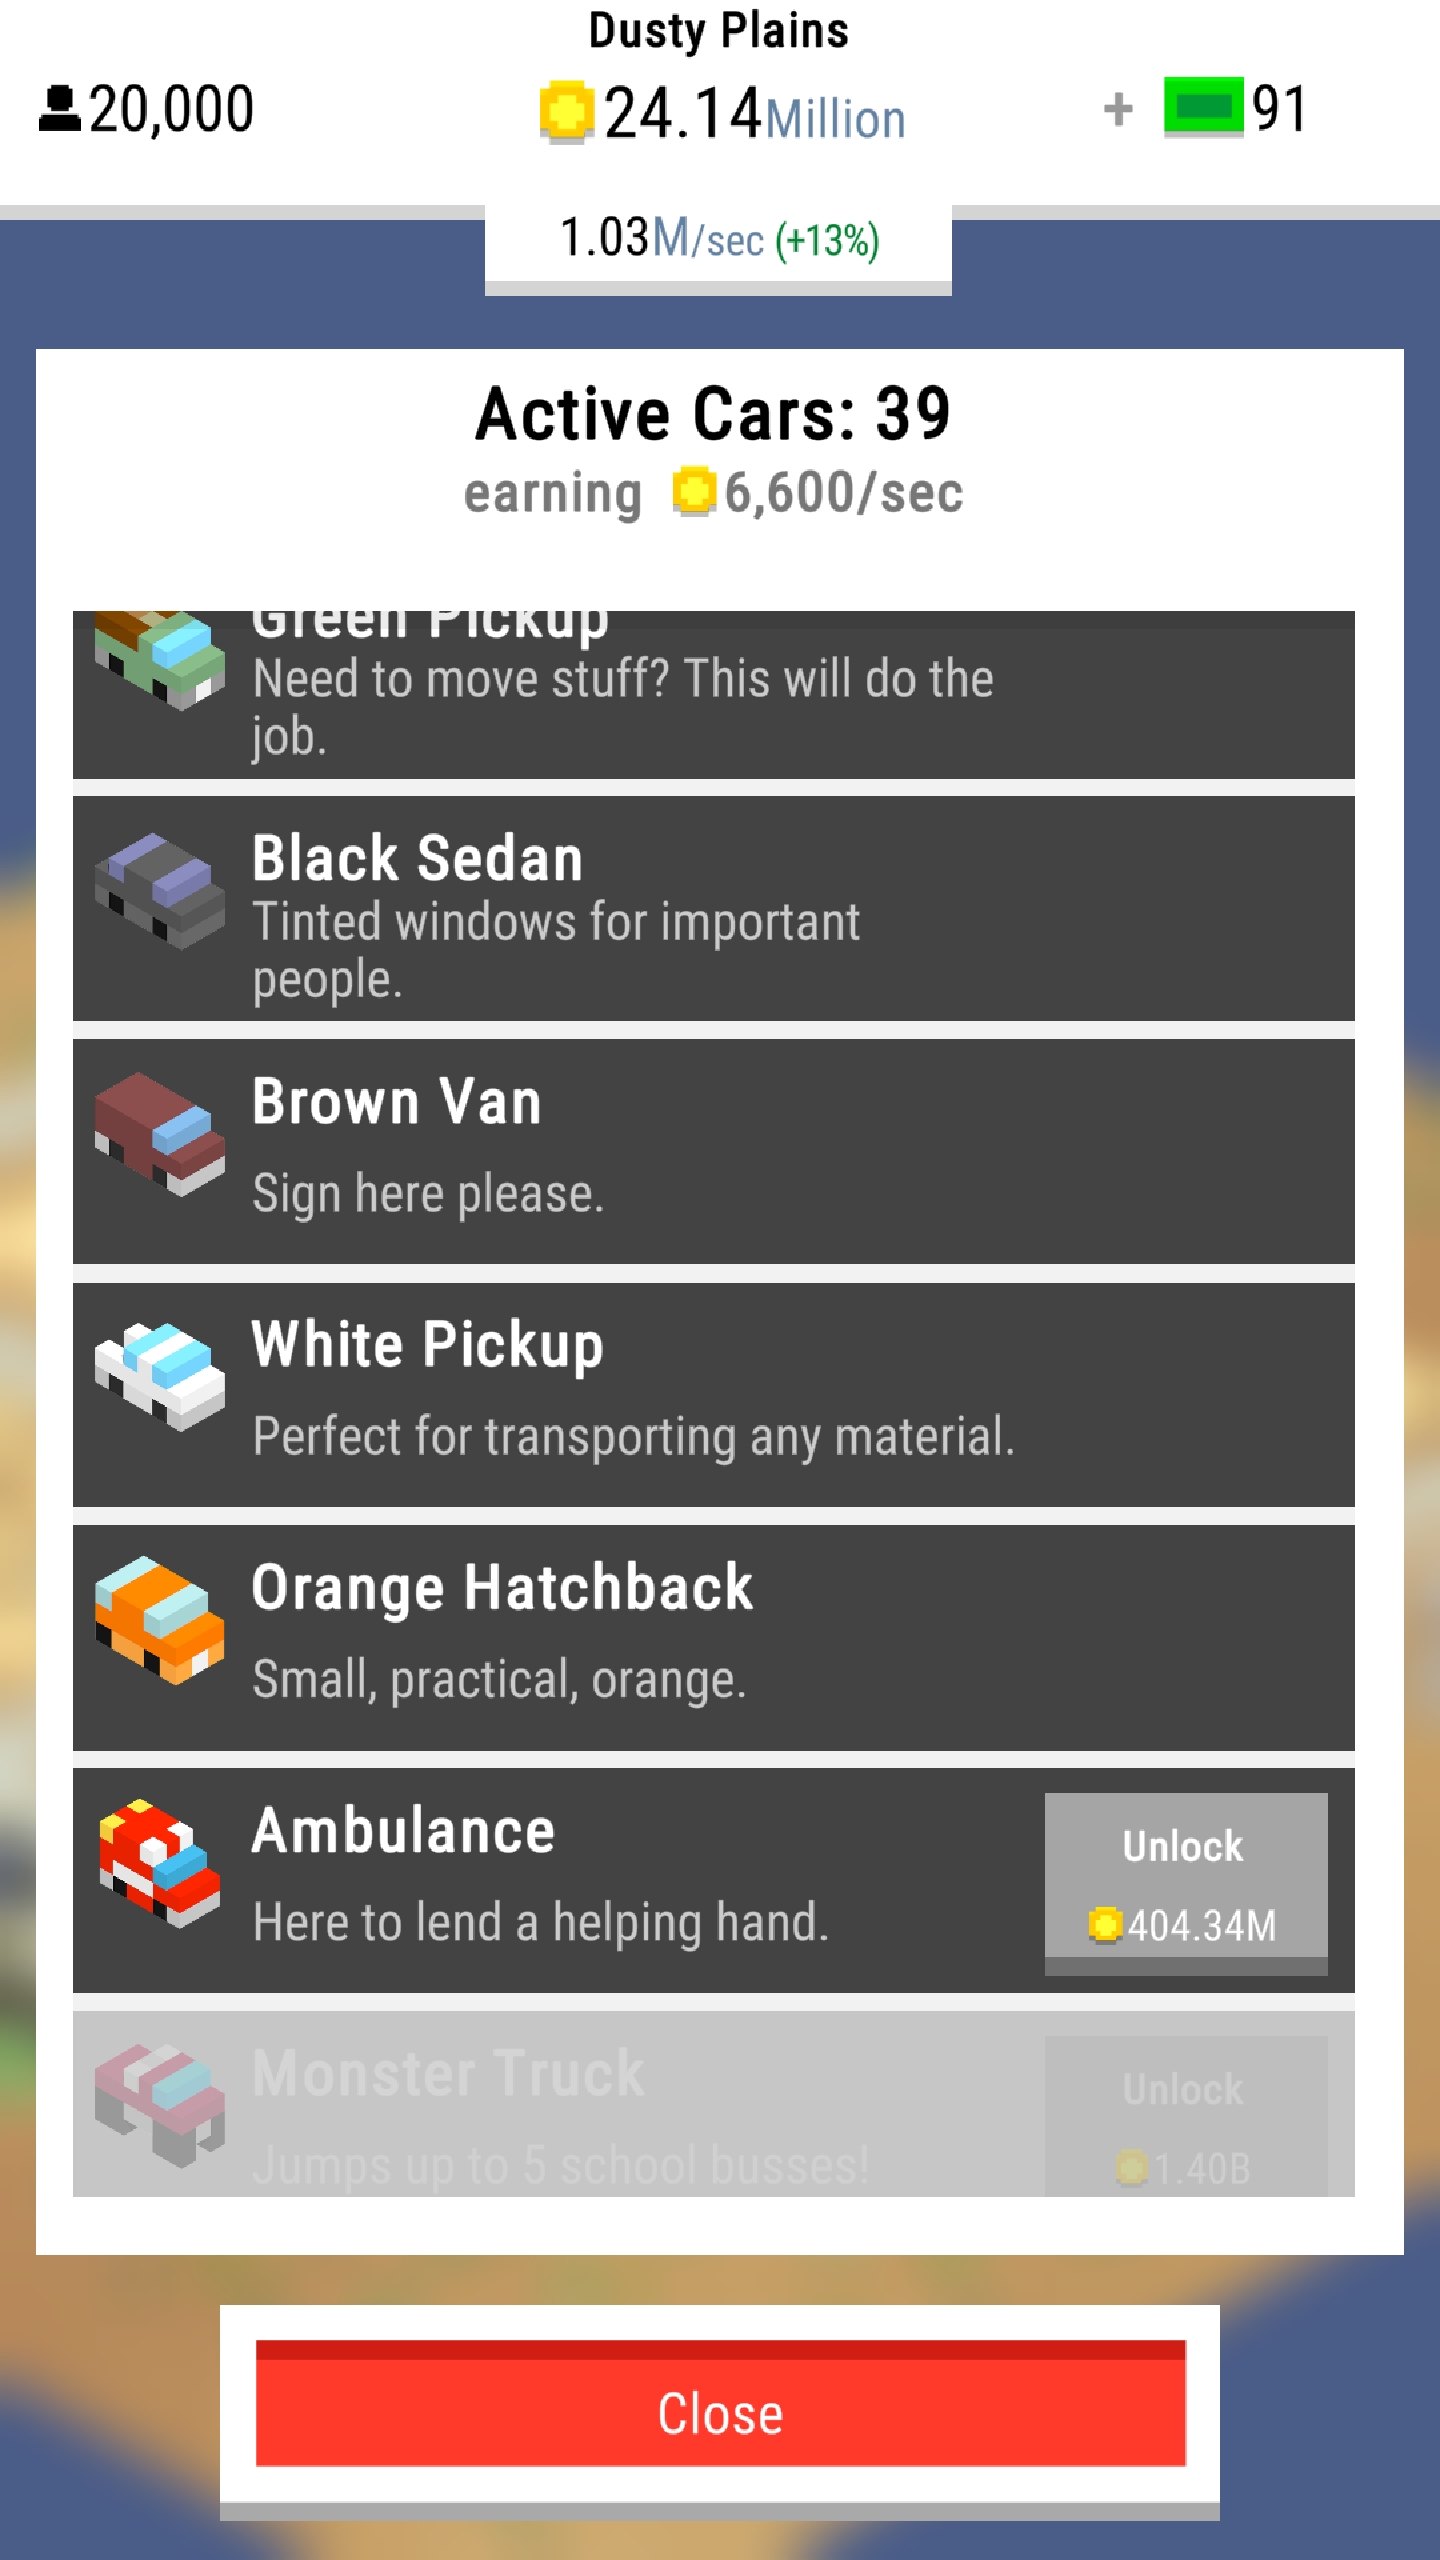 Dusty Plains
20,000
24.14Million
+ 91
1.03M/sec (+13%)
Active Cars: 39
earning 6,600/sec
Green Pickup
Need to move stuff? This will do the
job.
Black Sedan
Tinted windows for important
people.
Brown Van
Sign here please.
White Pickup
Perfect for transporting any material.
Orange Hatchback
Small, practical, orange.
Ambulance
Here to lend a helping hand.
Unlock
404.34M
Monster Truck
Jumps up to 5 school busses!
Unlock
1.40B
Close